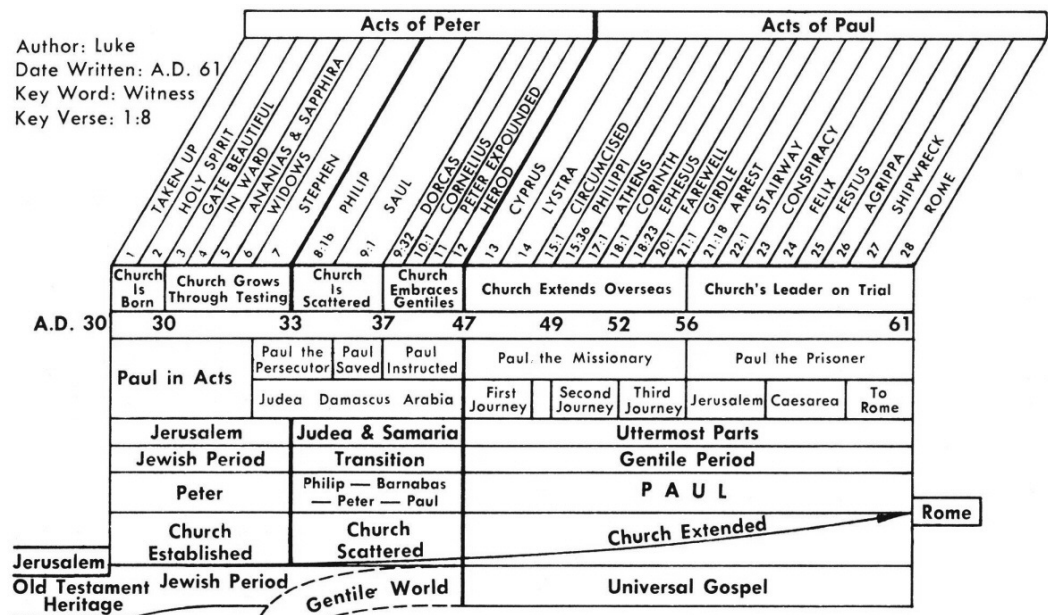 Acts of Peter
Acts of Paul
Author: Luke
Date Written: A.D. 61
Key Word: Witness
Key Verse: 1:8
TAKEN UP
HOLY SPIRIT
GATE BEAUTIFUL
IN WARD
ANANIAS & SAPPHIRA
WIDOWS
STEPHEN
PHILIP
SAUL
DORCAS
CORNELIUS
PETER EXPOUNDED
HEROD
CYPRUS
LYSTRA
CIRCUMCISED
PHILIPPI
ATHENS
CORINTH
EPHESUS
FAREWELL
GIRDLE
ARREST
STAIRWAY
CONSPIRACY
FELIX
FESTUS
AGRIPPA
SHIPWRECK
ROME
1 2 3 4 5 6 7 8:1b 9:1 9:32 10:1 11 12 13 14 15:1 15:36 17:1 18:1 18:23 20:1 21:1 21:18 22:1 23 24 25 26 27 28
Church Is Born
Church Grows Through Testing
Church Is Scattered
Church Embraces Gentiles
Church Extends Overseas
Church's Leader on Trial
A.D. 30 30 33 37 47 49 52 56 61
Paul in Acts
Paul the Persecutor
Paul Saved
Paul Instructed
Paul the Missionary
Paul the Prisoner
Judea Damascus Arabia
First Journey
Second Journey
Third Journey
Jerusalem
Caesarea
To Rome
Jerusalem
Judea & Samaria
Uttermost Parts
Jewish Period
Transition
Gentile Period
Peter
Philip — Barnabas
— Peter — Paul
PAUL
Church Established
Church Scattered
Church Extended
Rome
Jerusalem
Old Testament Heritage
Jewish Period
Gentile World
Universal Gospel